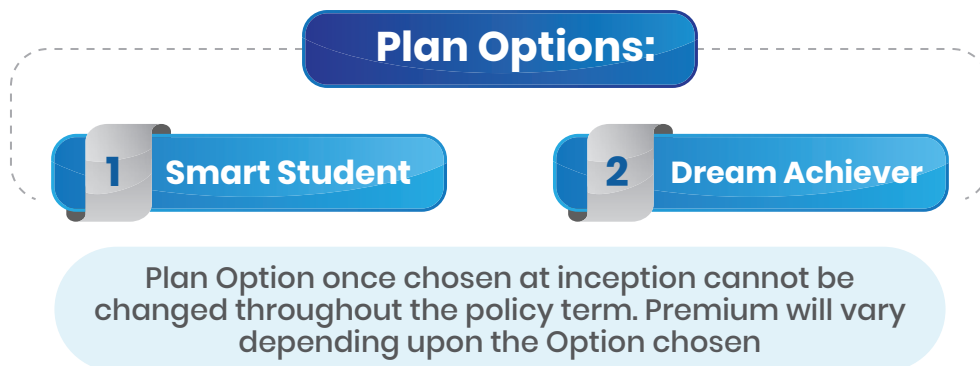 Plan Options:
1 Smart Student
2 Dream Achiever
Plan Option once chosen at inception cannot be
changed throughout the policy term. Premium will vary
depending upon the Option chosen